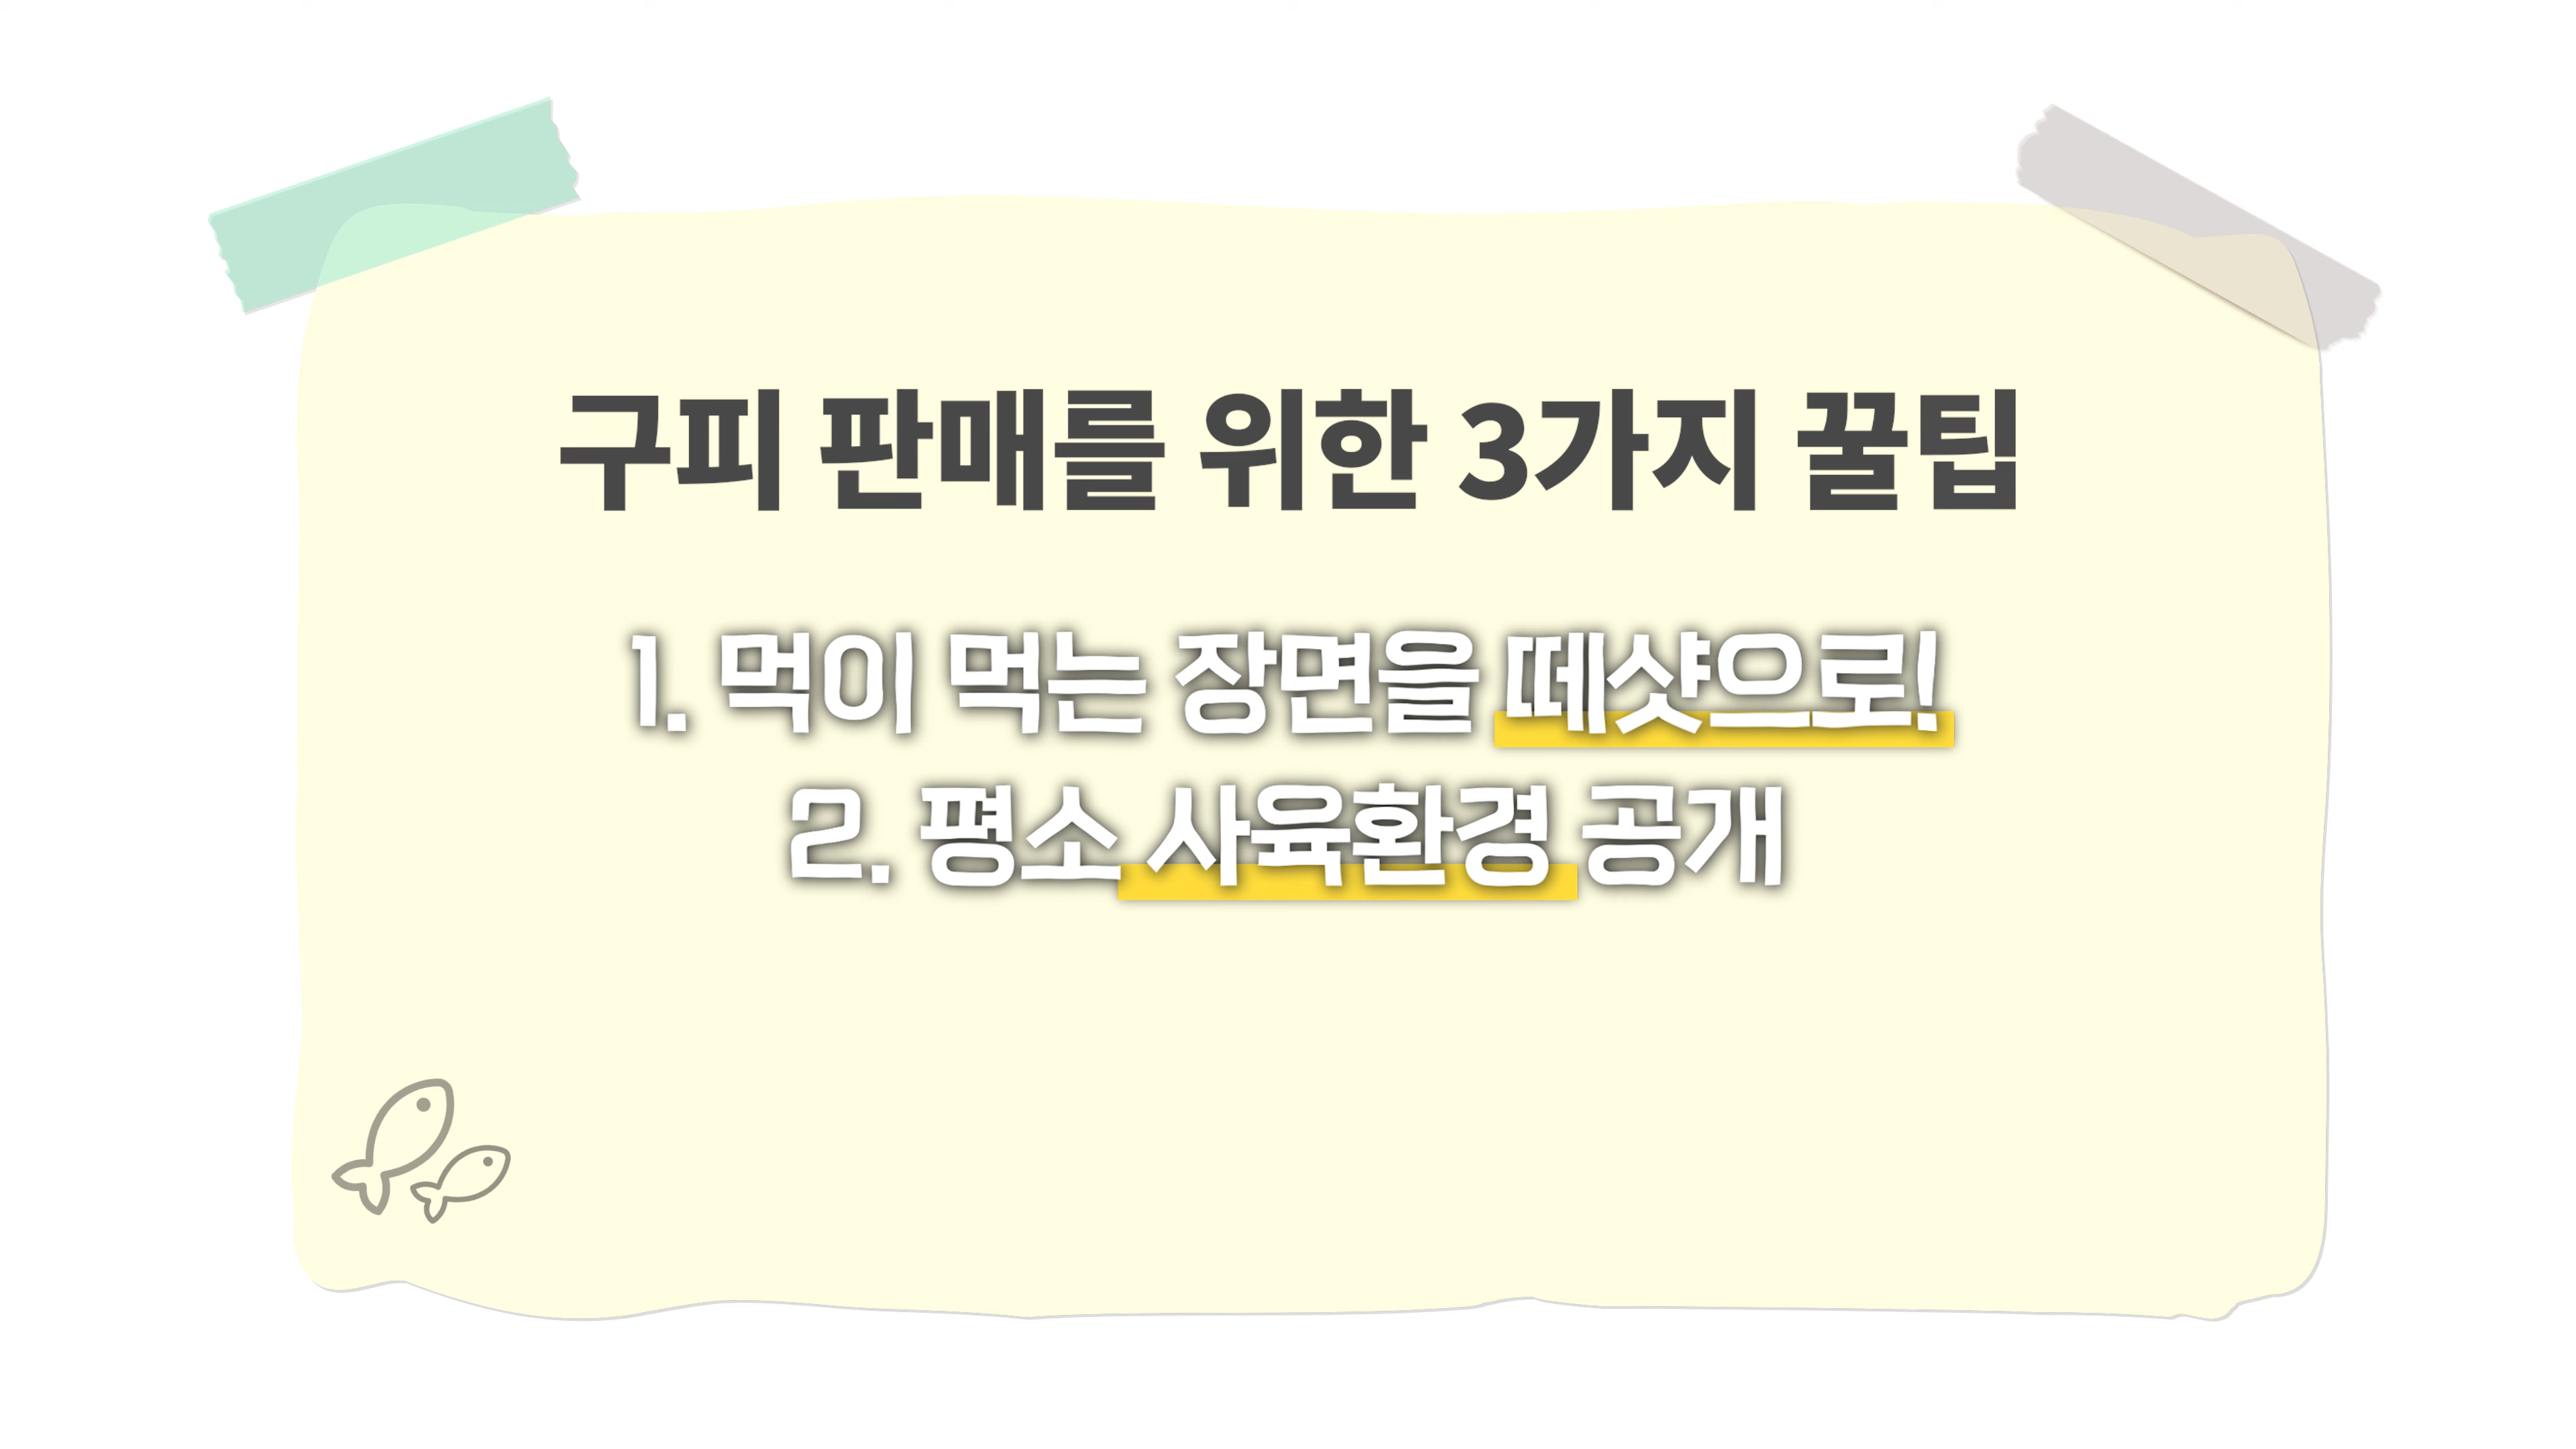 구피 판매를 위한 3가지 꿀팁
1. 먹이 먹는 장면을 떼샷으로!
2. 평소 사육환경 공개